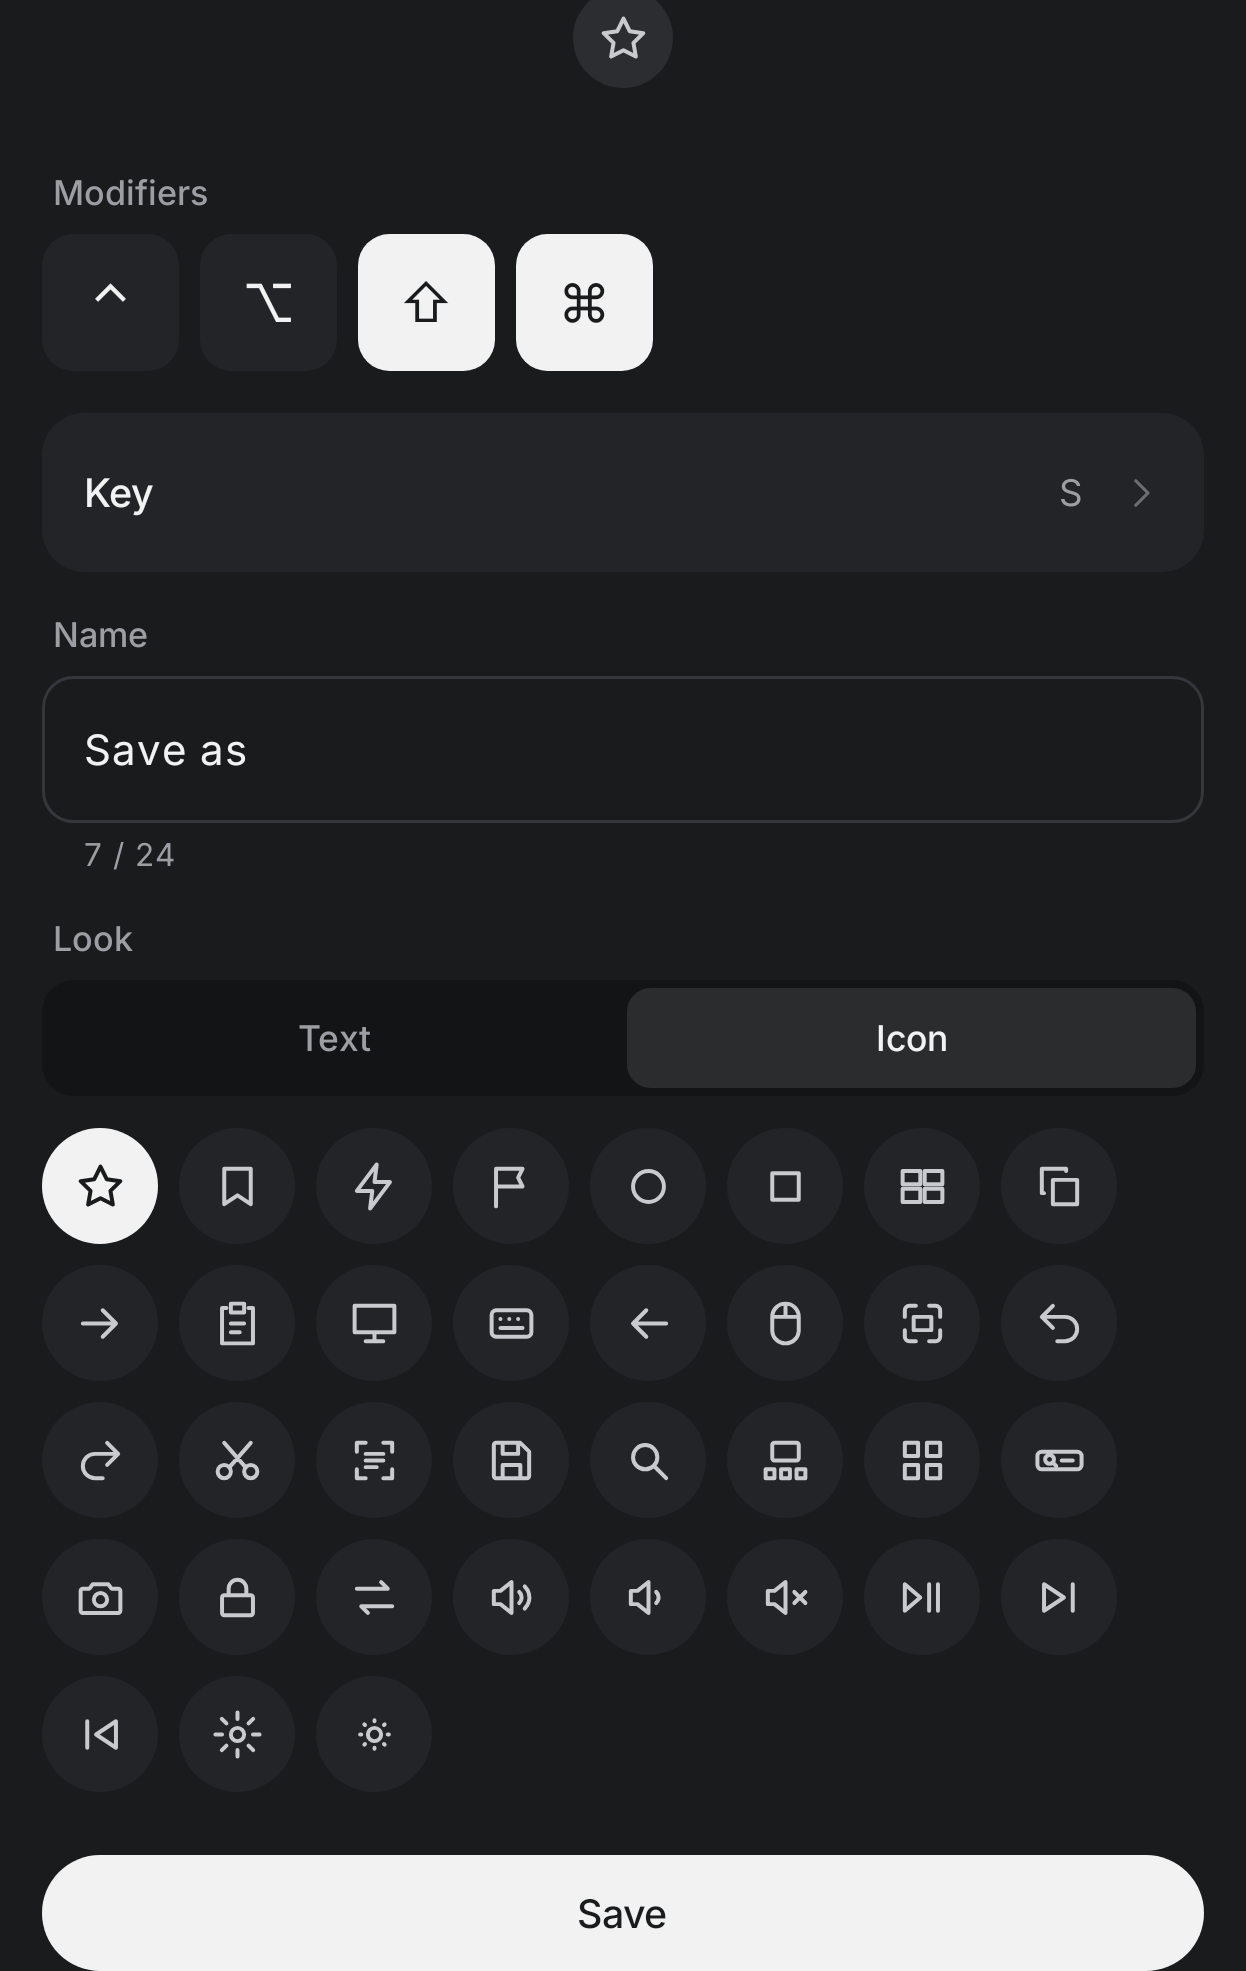 Modifiers
⌃ ⌥ ⇧ ⌘
Key S
Name
Save as
7 / 24
Look
Text Icon
Save